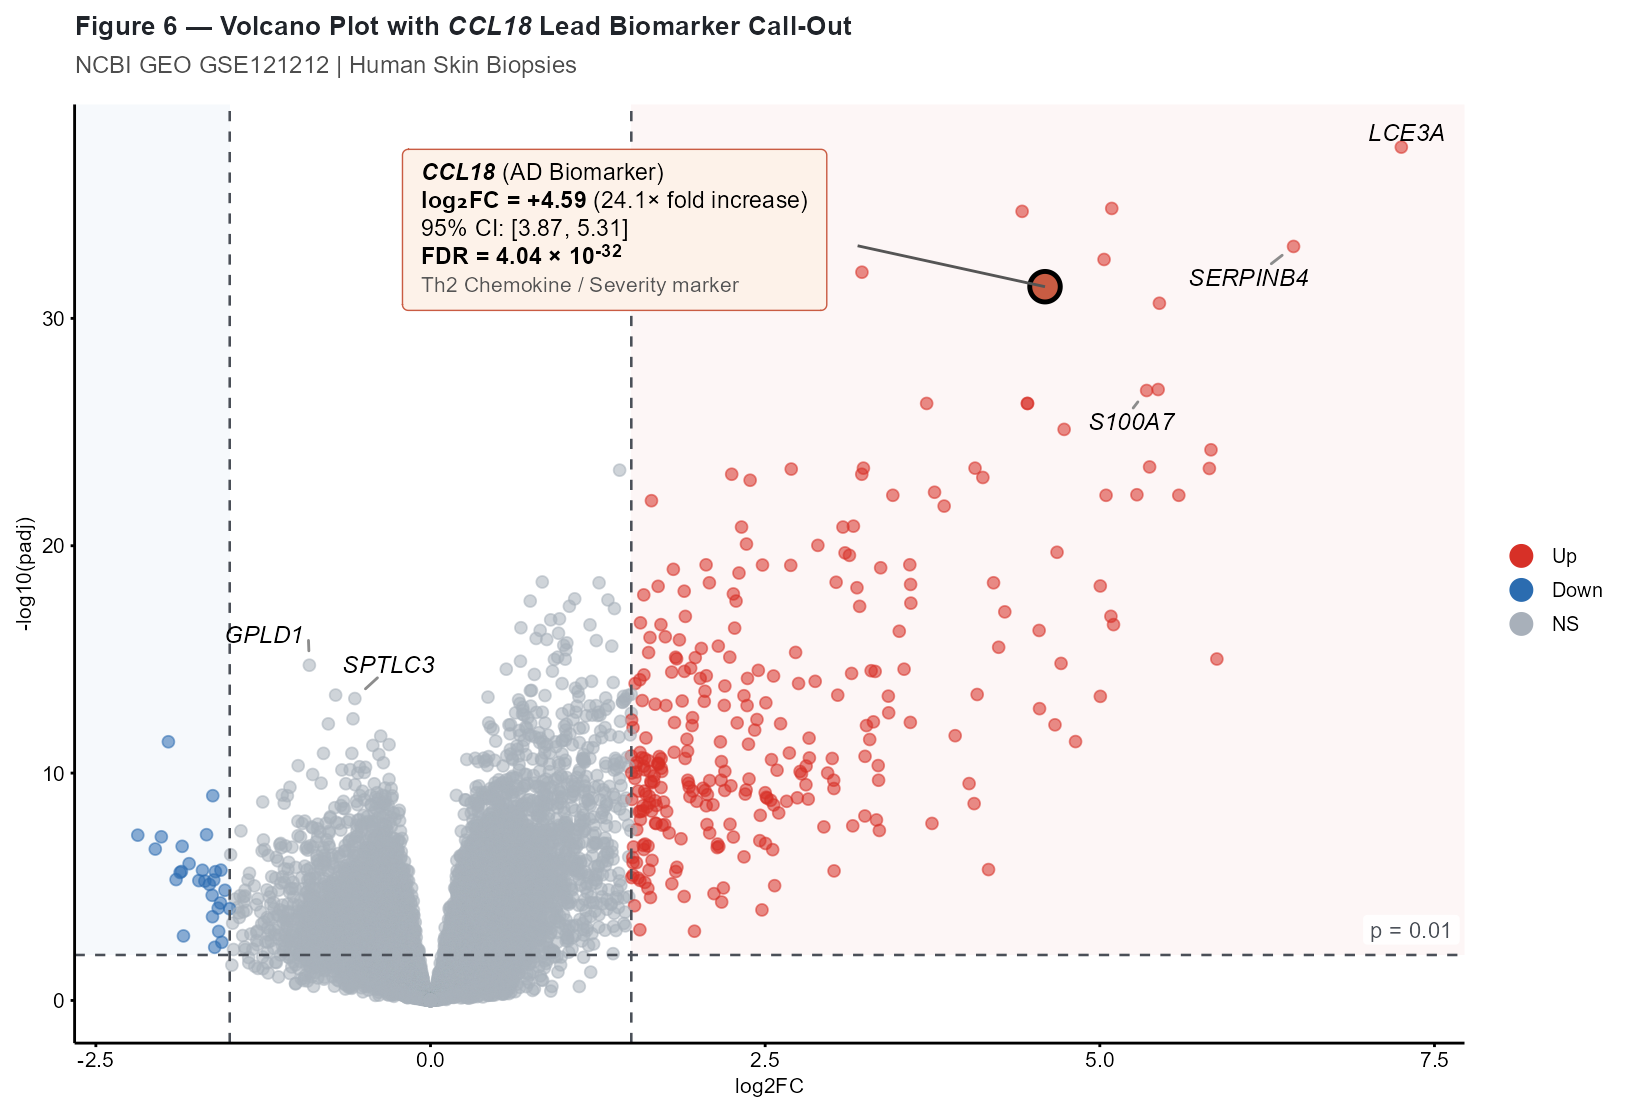 Figure 6 — Volcano Plot with CCL18 Lead Biomarker Call-Out
NCBI GEO GSE121212 | Human Skin Biopsies
LCE3A
CCL18 (AD Biomarker)
log₂FC = +4.59 (24.1× fold increase)
95% CI: [3.87, 5.31]
FDR = 4.04 × 10⁻³²
Th2 Chemokine / Severity marker
SERPINB4
S100A7
GPLD1
SPTLC3
p = 0.01
-log10(padj)
30
20
10
0
-2.5
0.0
2.5
5.0
7.5
log2FC
Up
Down
NS